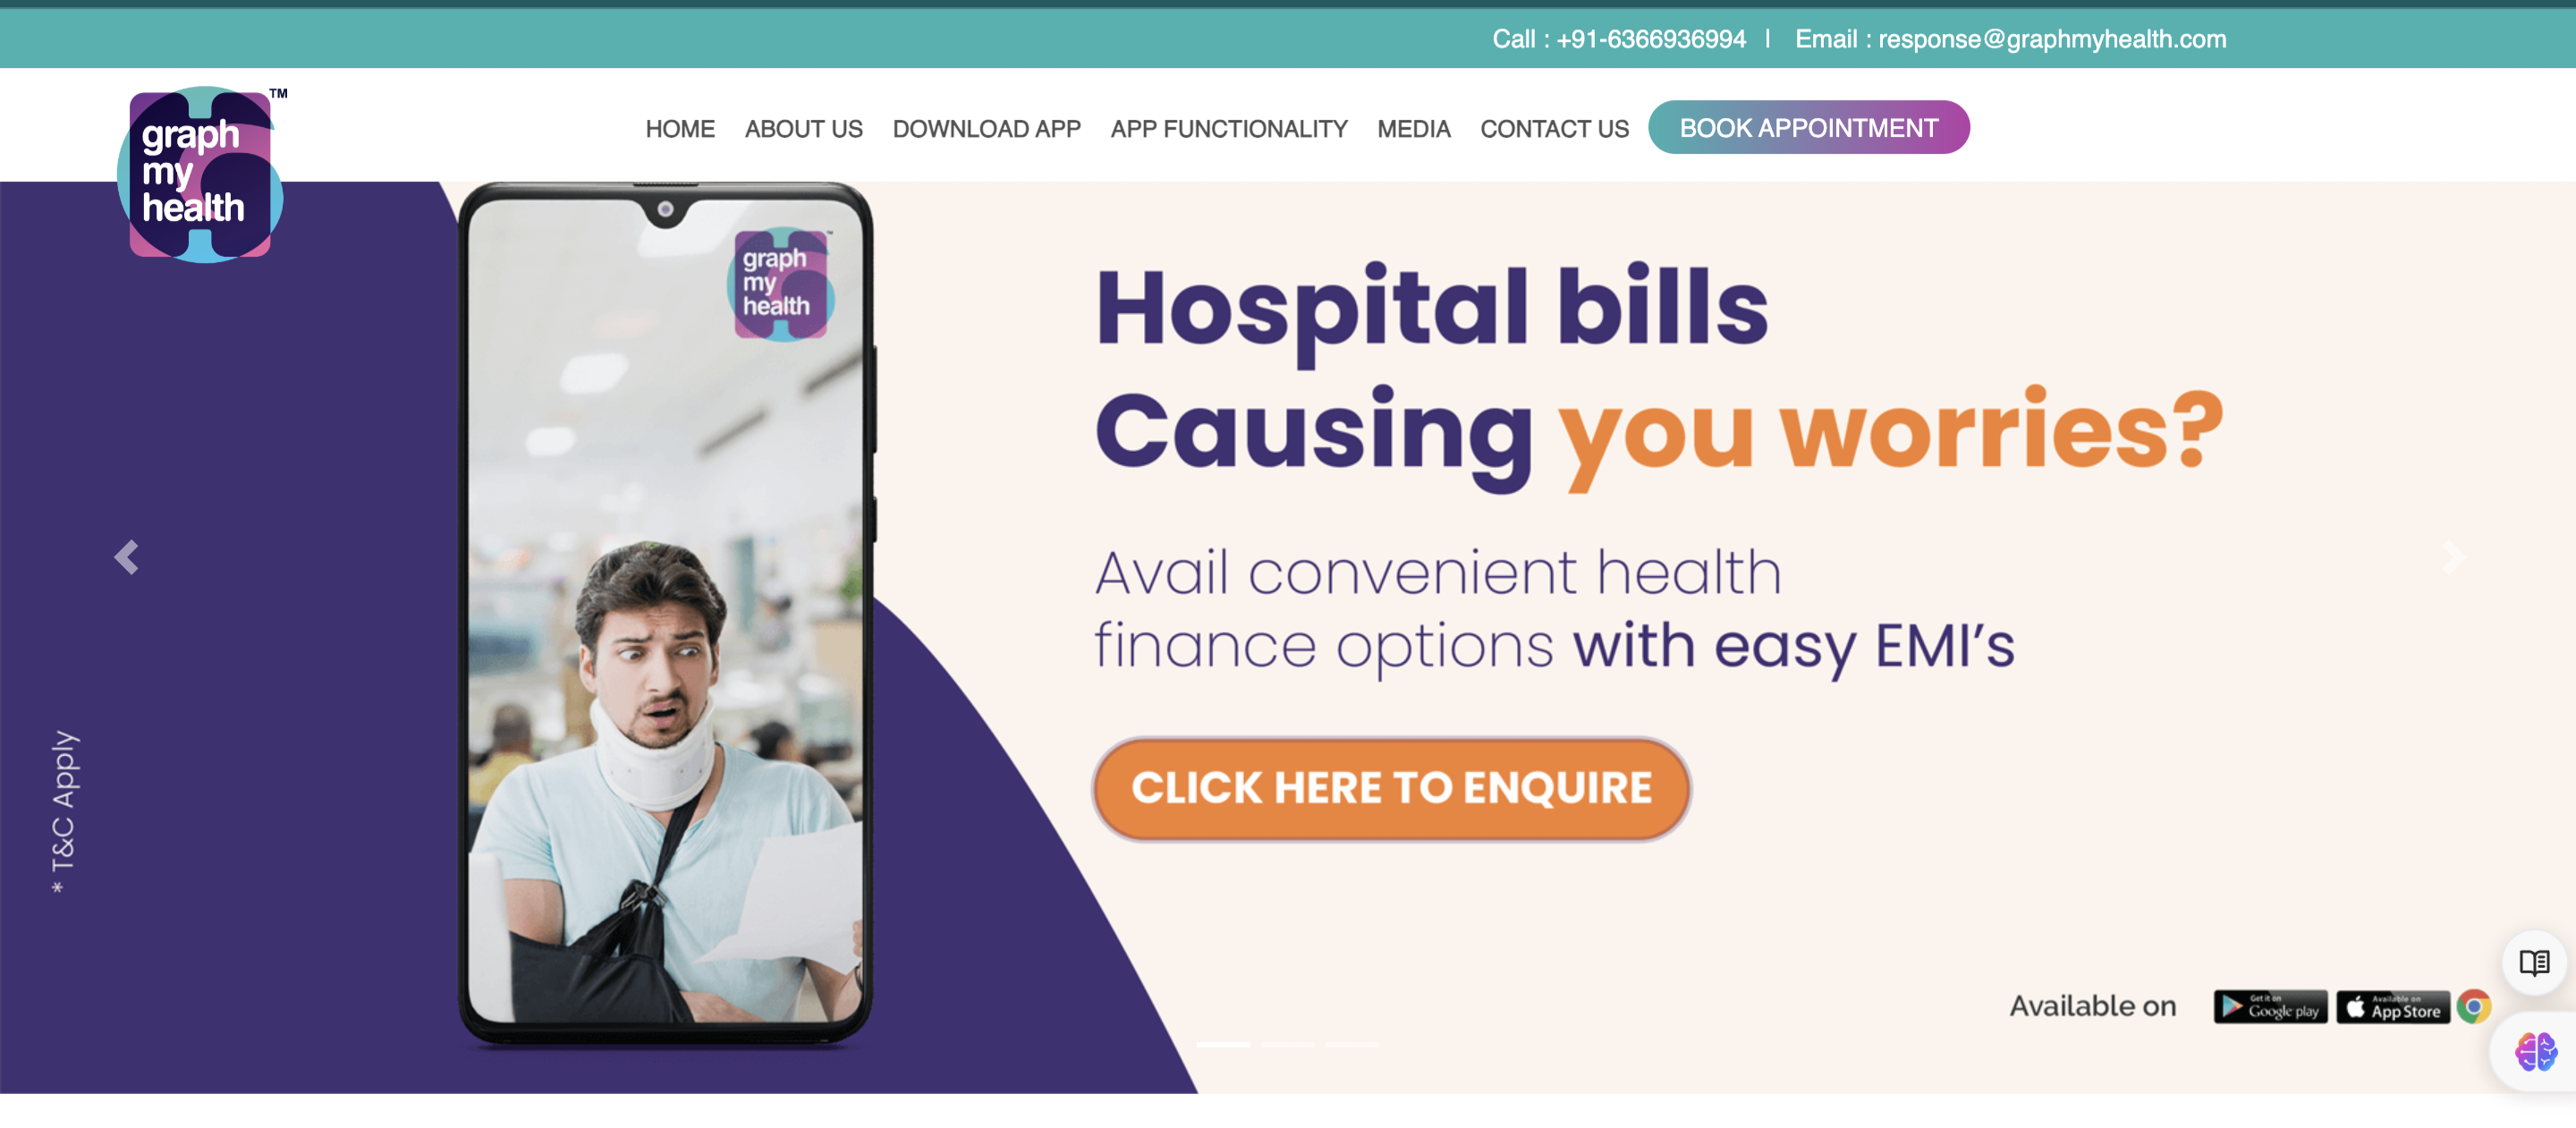 Call : +91-6366936994 | Email : response@graphmyhealth.com
graph
my
health
TM
HOME ABOUT US DOWNLOAD APP APP FUNCTIONALITY MEDIA CONTACT US BOOK APPOINTMENT
graph
my
health
Hospital bills
Causing you worries?
Avail convenient health
finance options with easy EMI's
CLICK HERE TO ENQUIRE
* T&C Apply
Available on
Get it on
Google play
Available on
App Store